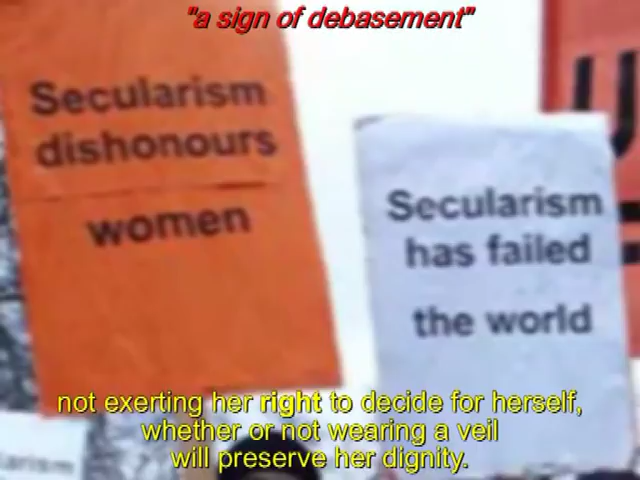 "a sign of debasement"
Secularism
dishonours
women
Secularism
has failed
the world
not exerting her right to decide for herself,
whether or not wearing a veil
will preserve her dignity.